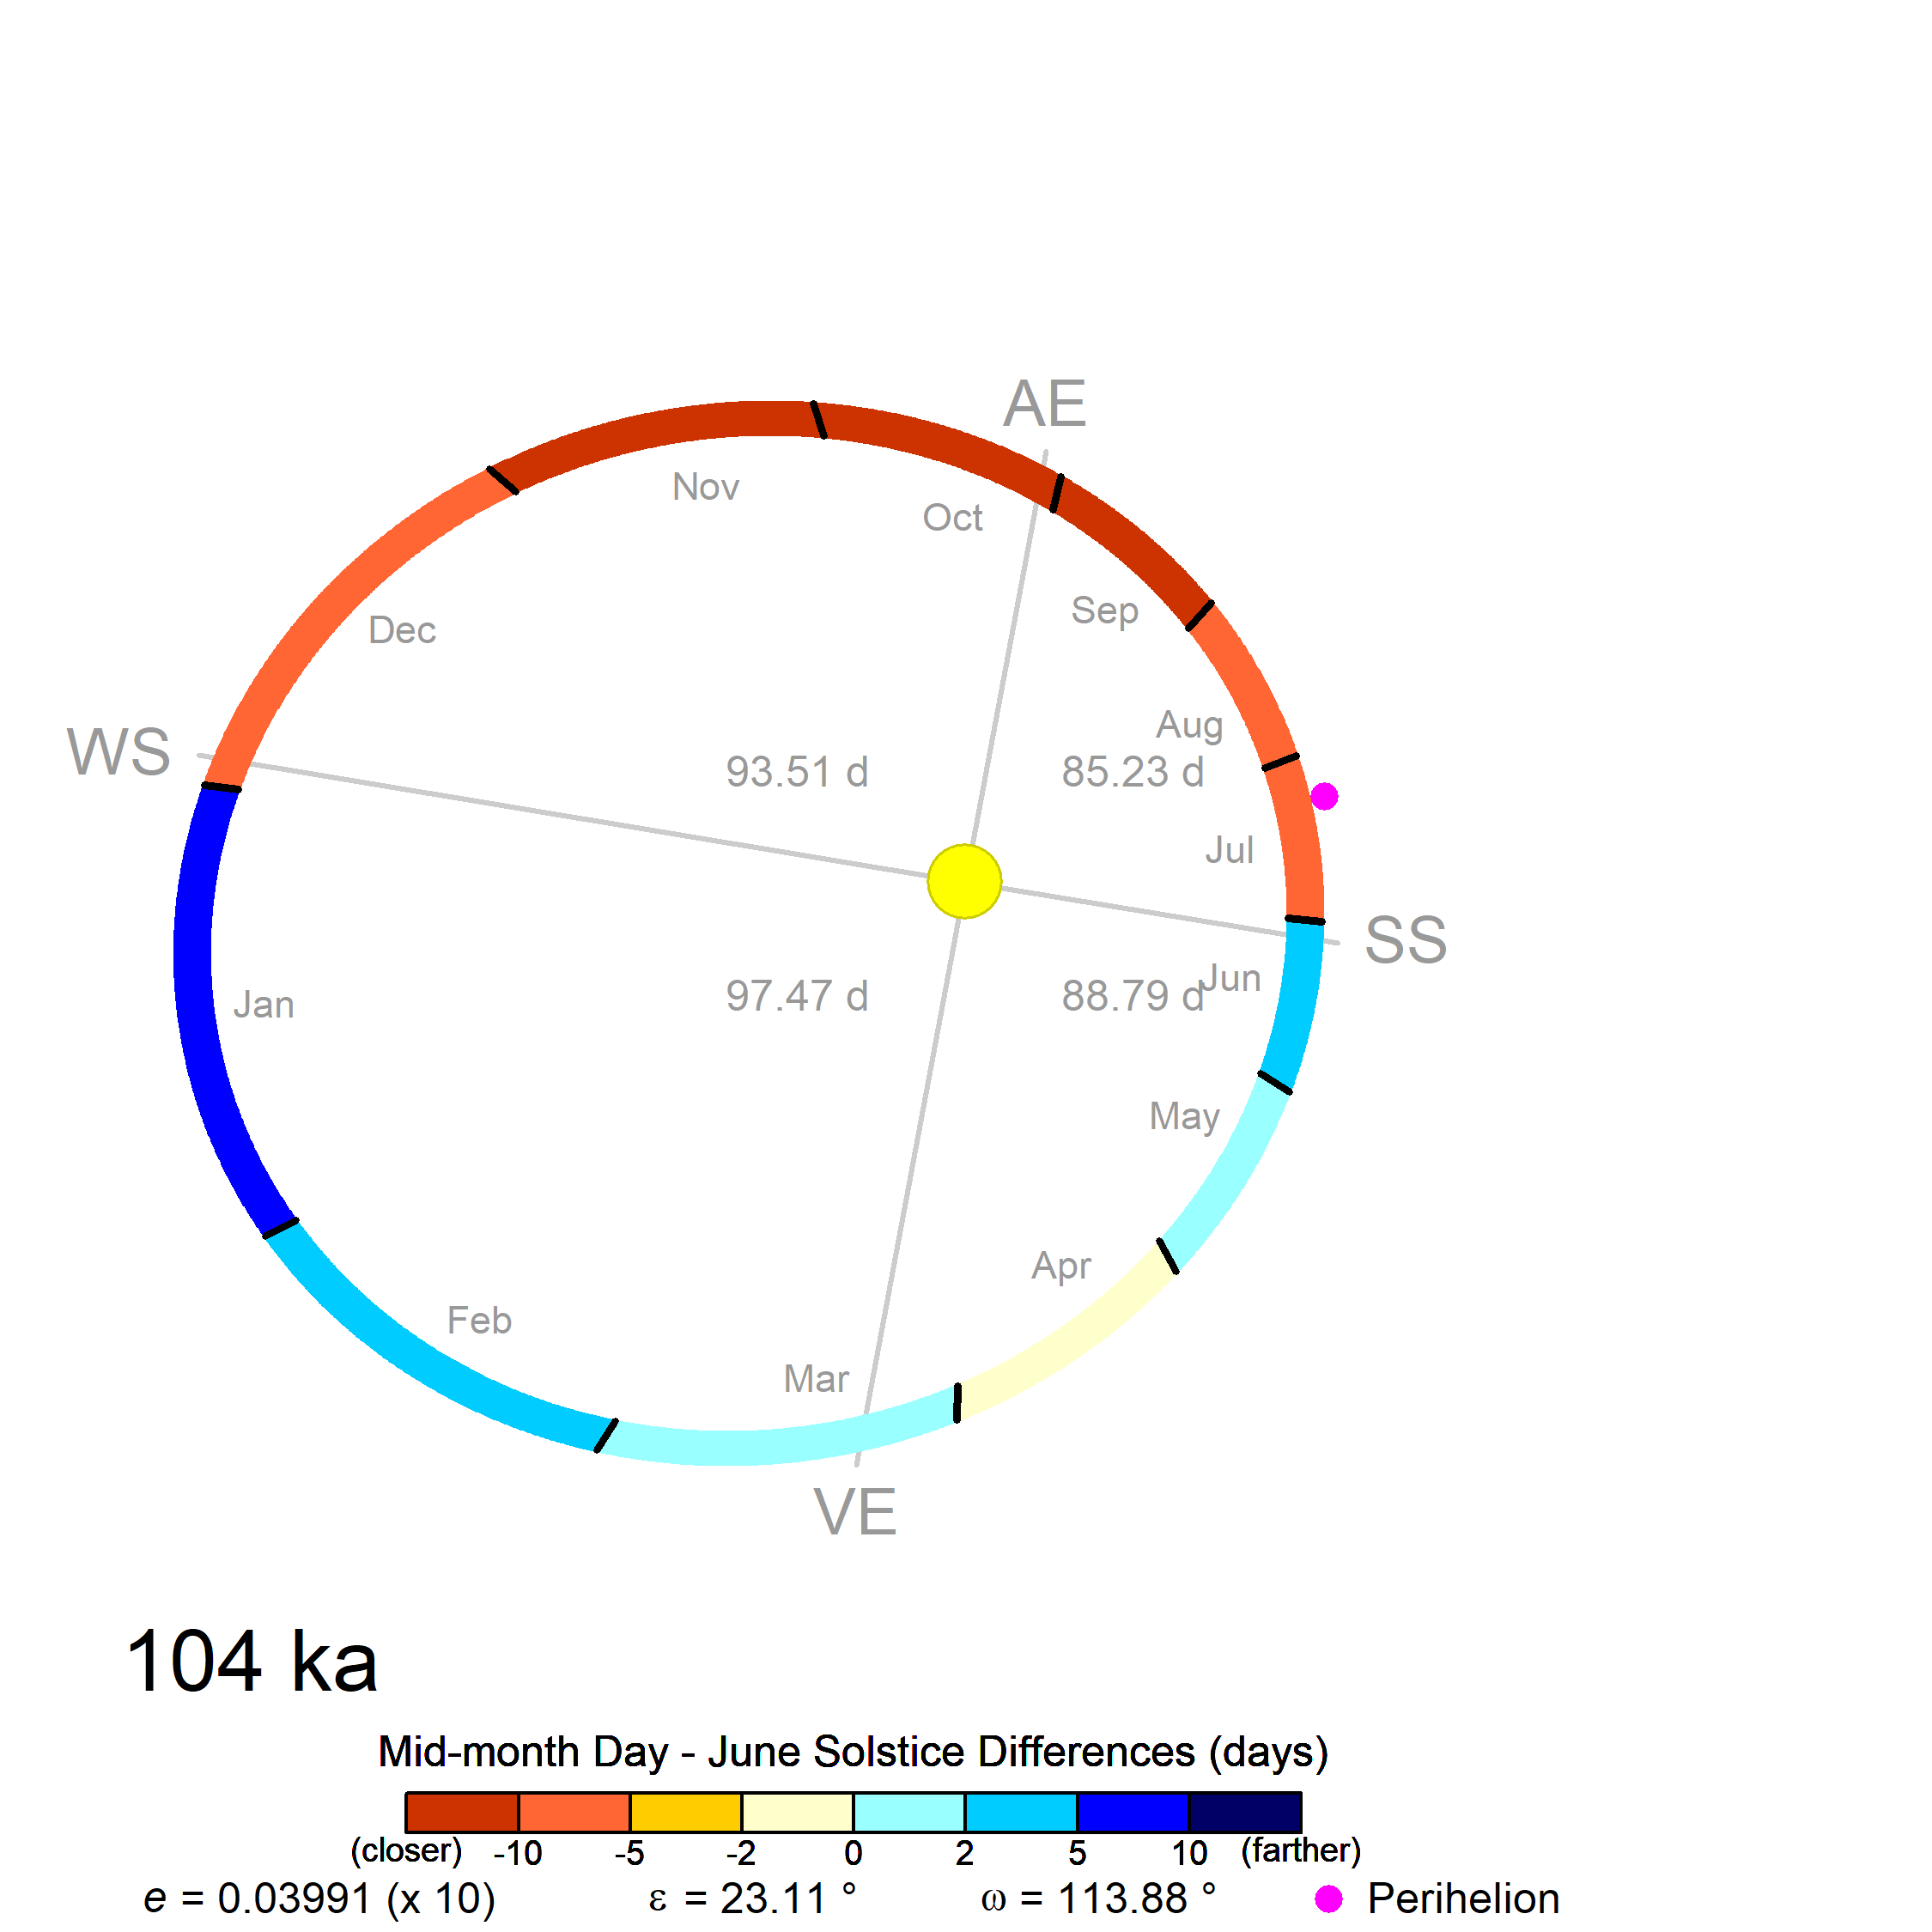 AE
Nov
Oct
Sep
Dec
Aug
WS
93.51 d
85.23 d
Jul
SS
97.47 d
88.79 d
Jun
Jan
May
Apr
Feb
Mar
VE
104 ka
Mid-month Day - June Solstice Differences (days)
(closer) -10 -5 -2 0 2 5 10 (farther)
e = 0.03991 (x 10) ε = 23.11 ° ω = 113.88 ° Perihelion